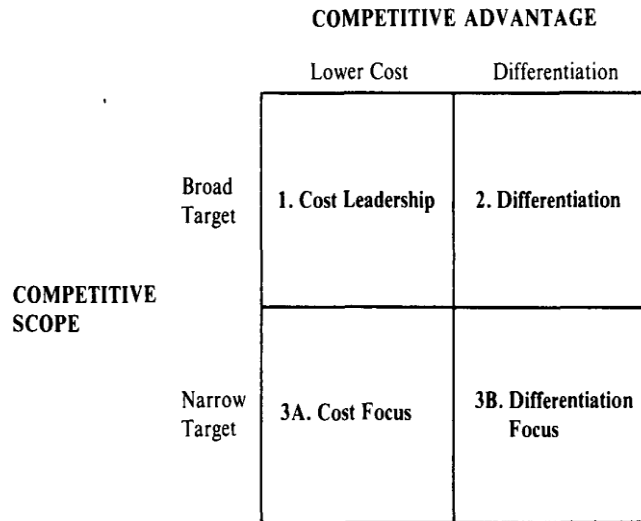 COMPETITIVE ADVANTAGE
Lower Cost
Differentiation
Broad
Target
1. Cost Leadership
2. Differentiation
COMPETITIVE
SCOPE
Narrow
Target
3A. Cost Focus
3B. Differentiation
Focus